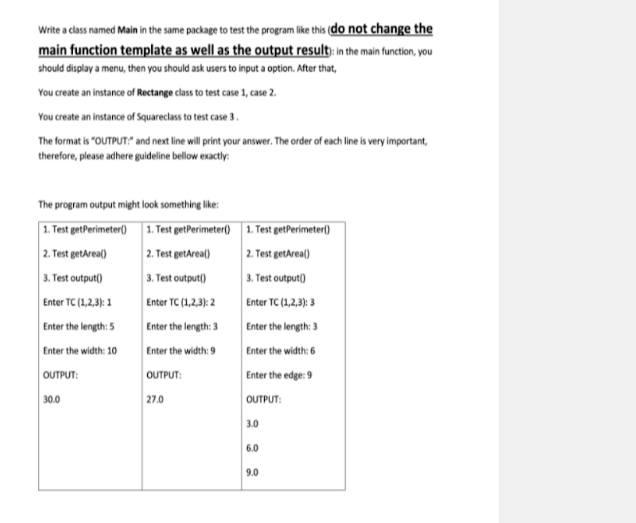 Write a class named Main in the same package to test the program like this (do not change the
main function template as well as the output result): in the main function, you
should display a menu, then you should ask users to input a option. After that,
You create an instance of Rectange class to test case 1, case 2.
You create an instance of Squareclass to test case 3.
The format is "OUTPUT:" and next line will print your answer. The order of each line is very important,
therefore, please adhere guideline bellow exactly:
The program output might look something like:
1. Test getPerimeter()
2. Test getArea()
3. Test output()
Enter TC (1,2,3): 1
Enter the length: 5
Enter the width: 10
OUTPUT:
30.0
1. Test getPerimeter()
2. Test getArea()
3. Test output()
Enter TC (1,2,3): 2
Enter the length: 3
Enter the width: 9
OUTPUT:
27.0
1. Test getPerimeter()
2. Test getArea()
3. Test output()
Enter TC (1,2,3): 3
Enter the length: 3
Enter the width: 6
Enter the edge: 9
OUTPUT:
3.0
6.0
9.0